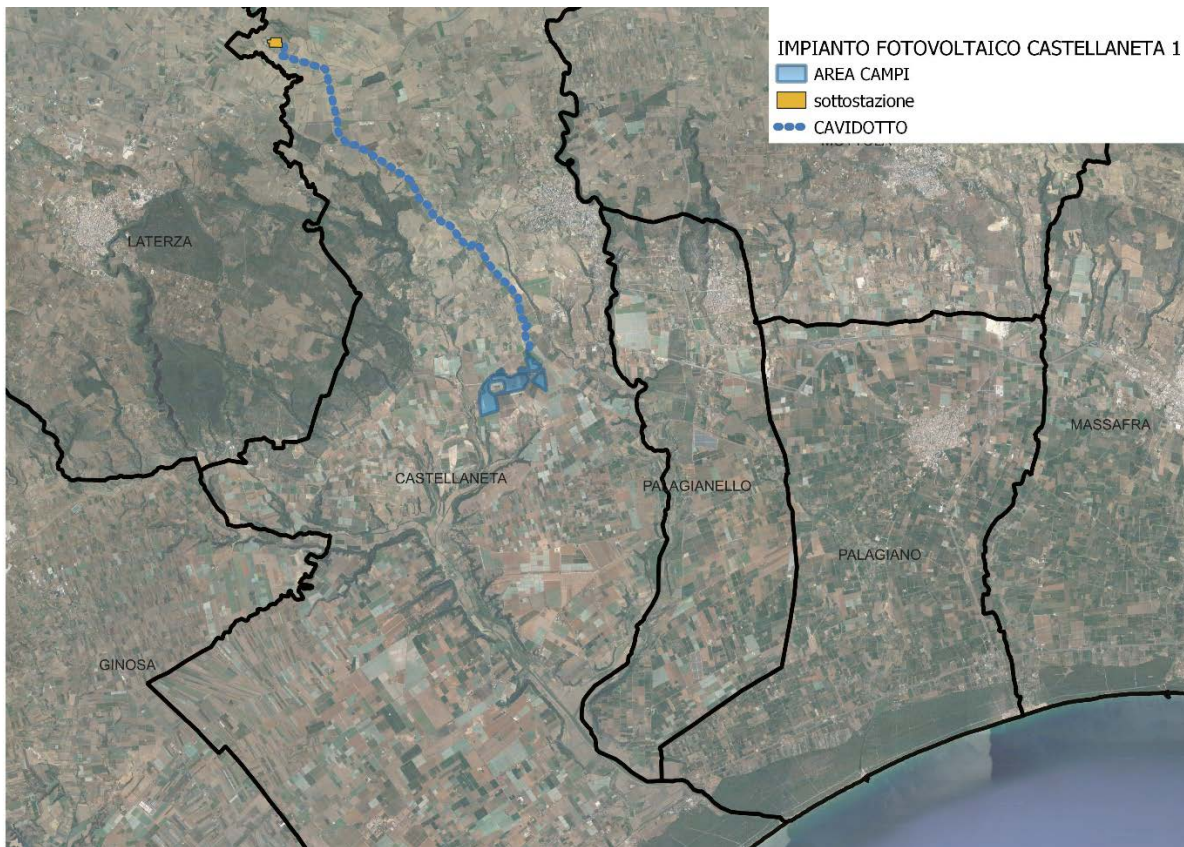 IMPIANTO FOTOVOLTAICO CASTELLANETA 1
AREA CAMPI
sottostazione
CAVIDOTTO
LATERZA
MASSAFRA
CASTELLANETA
PALAGIANELLO
PALAGIANO
GINOSA